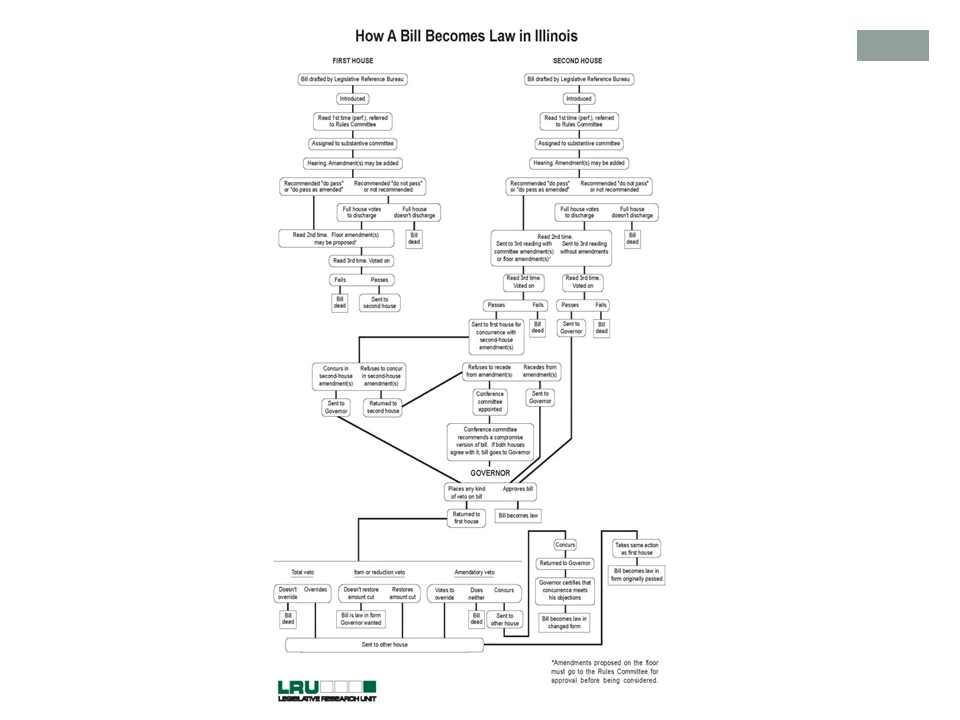 How A Bill Becomes Law in Illinois
FIRST HOUSE
Bill drafted by Legislative Reference Bureau
Introduced
Read 1st time (perf.), referred
to Rules Committee
Assigned to substantive committee
Hearing. Amendment(s) may be added
Recommended "do pass"
or "do pass as amended"
Recommended "do not pass"
or not recommended
Full house votes
to discharge
Full house
doesn't discharge
Read 2nd time. Floor amendment(s)
may be proposed*
Bill
dead
Read 3rd time. Voted on
Fails
Passes
Bill
dead
Sent to
second house
SECOND HOUSE
Bill drafted by Legislative Reference Bureau
Introduced
Read 1st time (perf.), referred
to Rules Committee
Assigned to substantive committee
Hearing. Amendment(s) may be added
Recommended "do pass"
or "do pass as amended"
Recommended "do not pass"
or not recommended
Full house votes
to discharge
Full house
doesn't discharge
Read 2nd time.
Sent to 3rd reading with
committee amendment(s)
or floor amendment(s)*
Sent to 3rd reading
without amendments
Bill
dead
Read 3rd time.
Voted on
Read 3rd time.
Voted on
Passes
Fails
Passes
Fails
Sent to first house for
concurrence with
second-house
amendment(s)
Bill
dead
Sent to
Governor
Bill
dead
Concurs in
second-house
amendment(s)
Refuses to concur
in second-house
amendment(s)
Refuses to recede
from amendment(s)
Recedes from
amendment(s)
Sent to
Governor
Returned to
second house
Conference
committee
appointed
Sent to
Governor
Conference committee
recommends a compromise
version of bill. If both houses
agree with it, bill goes to Governor
GOVERNOR
Places any kind
of veto on bill
Approves bill
Returned to
first house
Bill becomes law
Total veto
Item or reduction veto
Amendatory veto
Doesn't
override
Overrides
Doesn't restore
amount cut
Restores
amount cut
Votes to
override
Does
neither
Concurs
Bill
dead
Bill is law in form
Governor wanted
Bill
dead
Sent to
other house
Sent to other house
Concurs
Returned to Governor
Governor certifies that
concurrence meets
his objections
Bill becomes law in
changed form
Takes same action
as first house
Bill becomes law in
form originally passed
*Amendments proposed on the floor
must go to the Rules Committee for
approval before being considered.
LRU
LEGISLATIVE RESEARCH UNIT